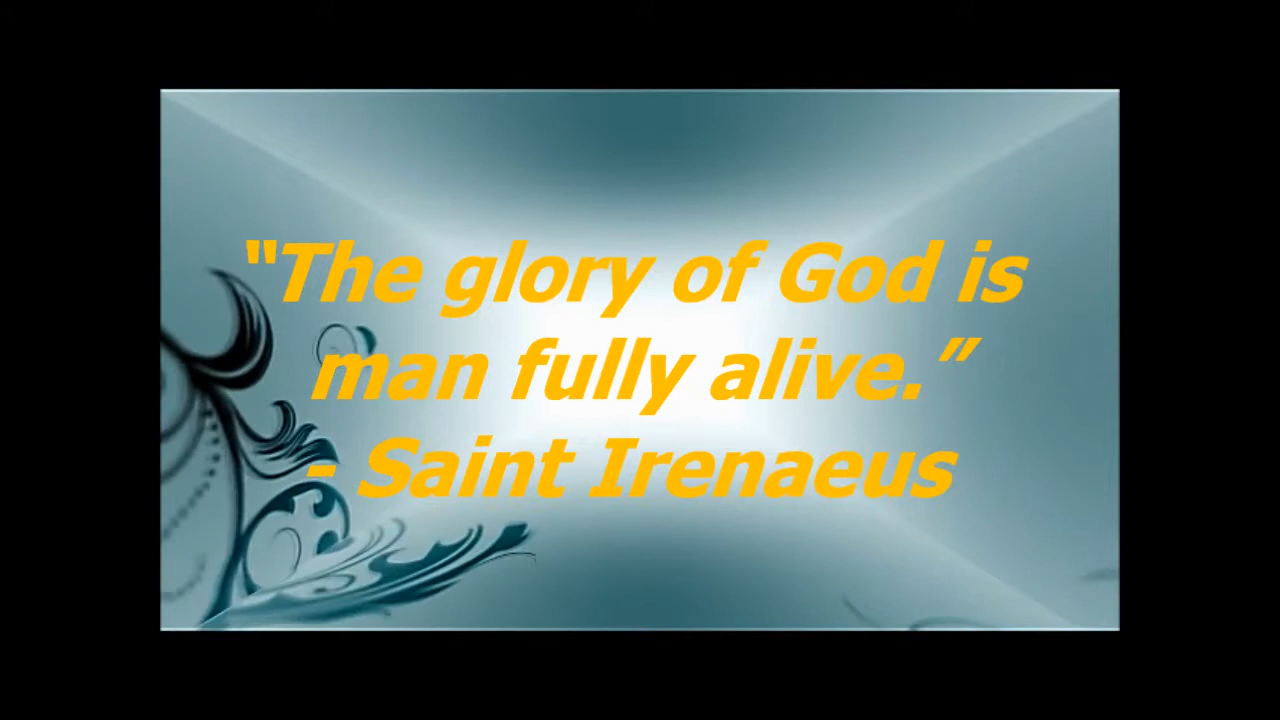 “The glory of God is
man fully alive.”
- Saint Irenaeus